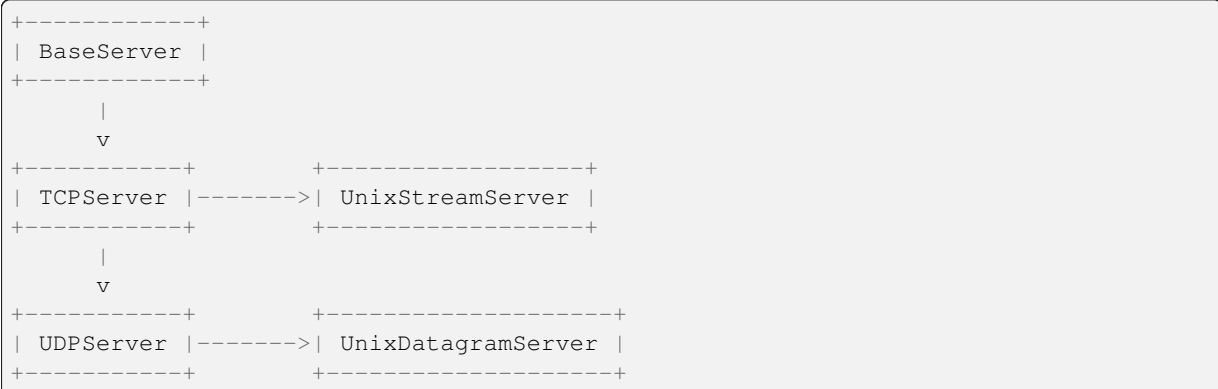 +------------+
| BaseServer |
+------------+
      |
      v
+-----------+        +------------------+
| TCPServer |------->| UnixStreamServer |
+-----------+        +------------------+
      |
      v
+-----------+        +--------------------+
| UDPServer |------->| UnixDatagramServer |
+-----------+        +--------------------+